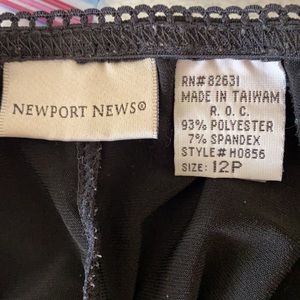 NEWPORT NEWS®
RN# 82631
MADE IN TAIWAN
R. O. C.
93% POLYESTER
7% SPANDEX
STYLE# H0856
SIZE: 12P